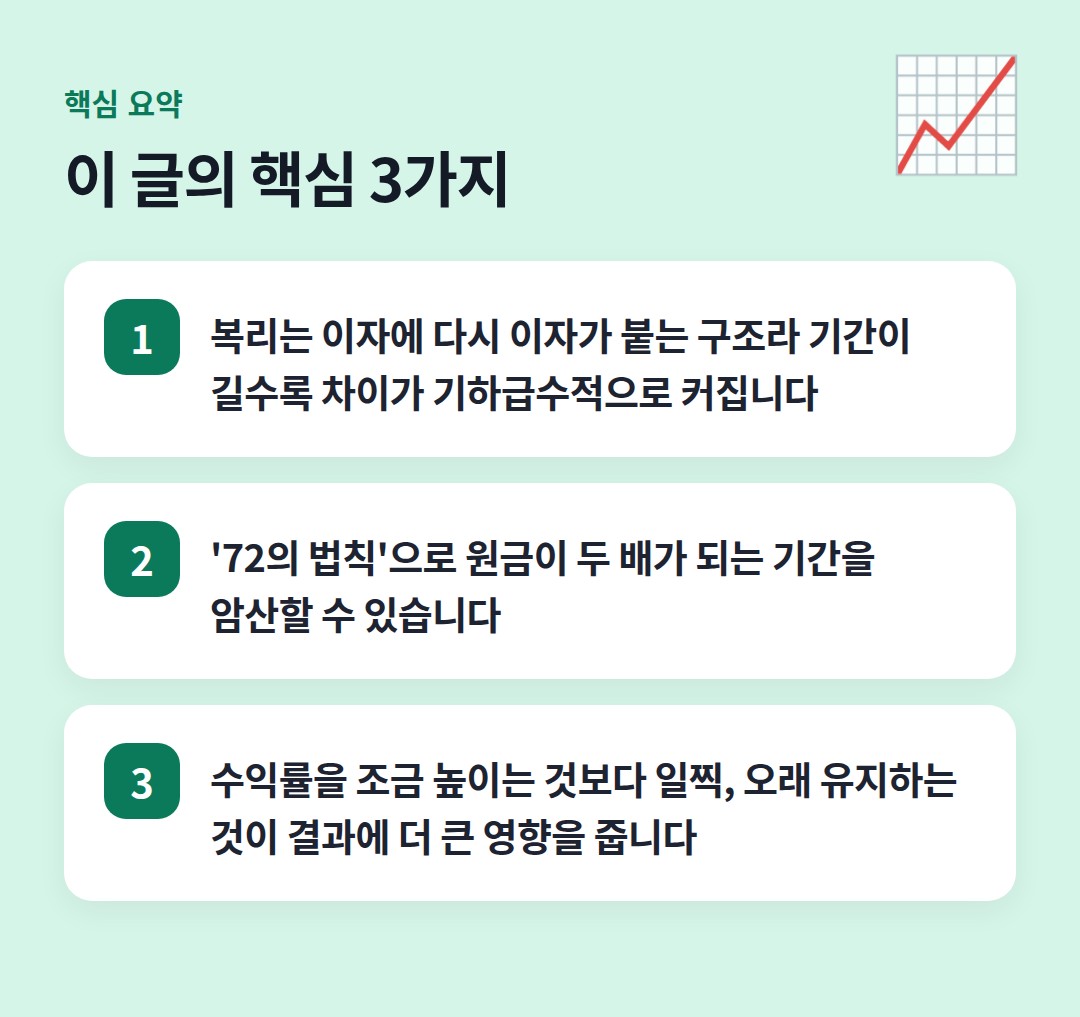 핵심 요약
이 글의 핵심 3가지
1
복리는 이자에 다시 이자가 붙는 구조라 기간이
길수록 차이가 기하급수적으로 커집니다
2
'72의 법칙'으로 원금이 두 배가 되는 기간을
암산할 수 있습니다
3
수익률을 조금 높이는 것보다 일찍, 오래 유지하는
것이 결과에 더 큰 영향을 줍니다